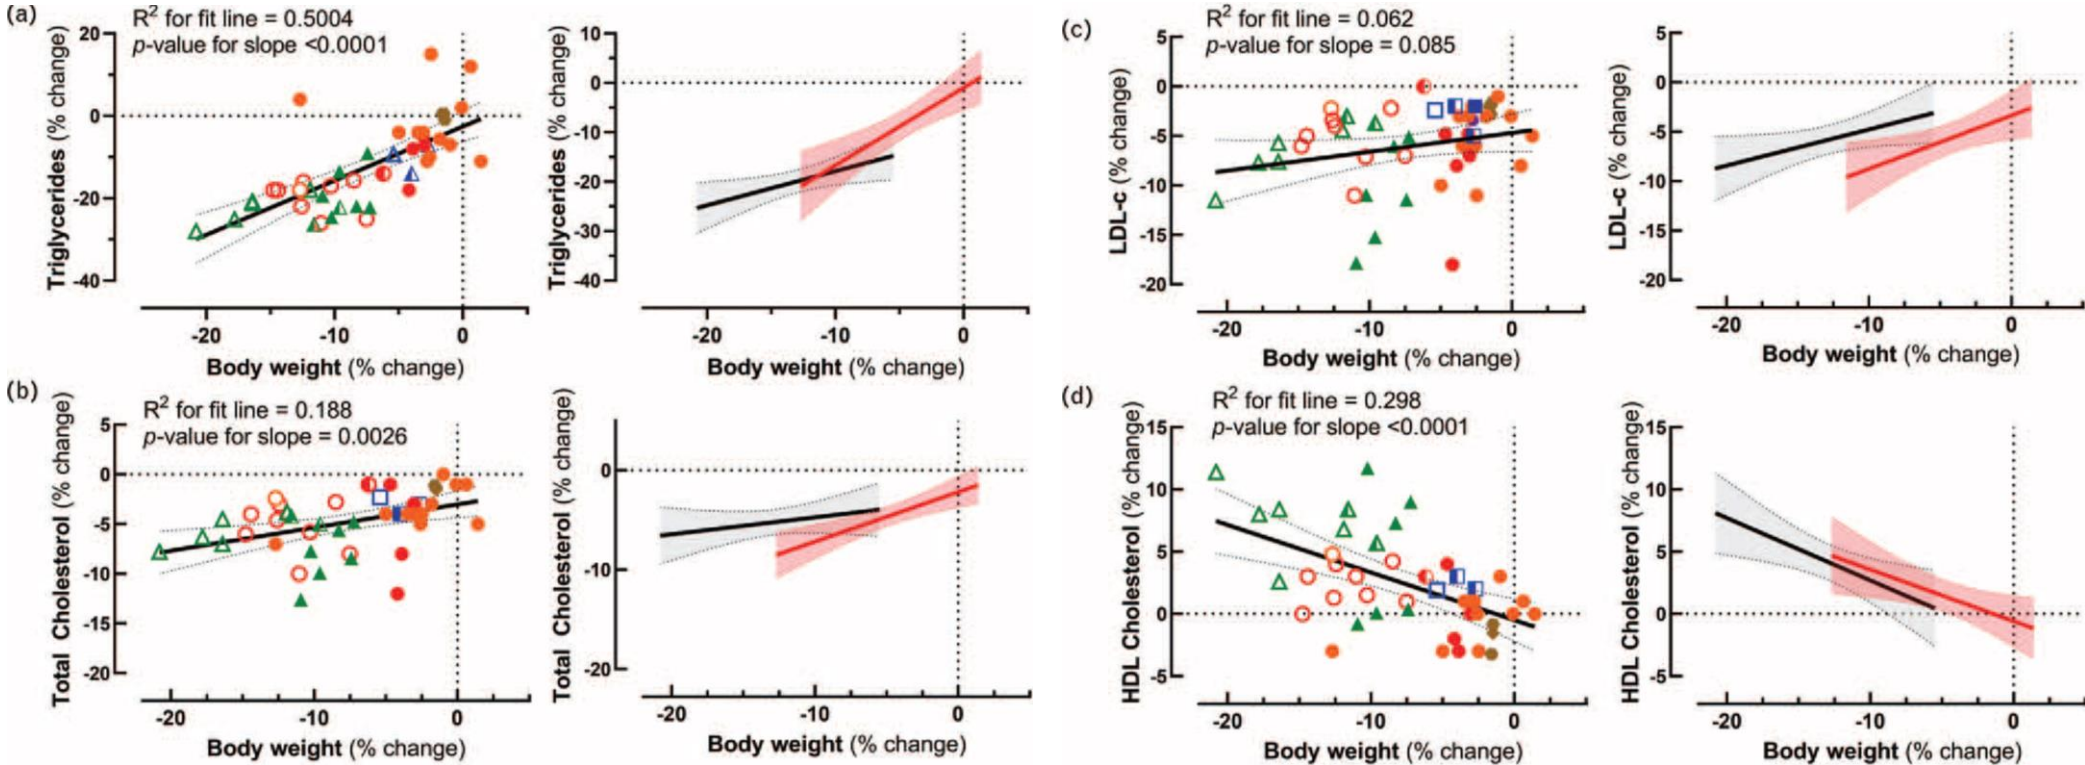 (a)
R² for fit line = 0.5004
p-value for slope <0.0001
Triglycerides (% change)
20
0
-20
-40
-20
-10
0
Body weight (% change)
Triglycerides (% change)
10
0
-10
-20
-30
-40
-20
-10
0
Body weight (% change)
(b)
R² for fit line = 0.188
p-value for slope = 0.0026
Total Cholesterol (% change)
5
0
-5
-10
-15
-20
-20
-10
0
Body weight (% change)
Total Cholesterol (% change)
0
-10
-20
-20
-10
0
Body weight (% change)
(c)
R² for fit line = 0.062
p-value for slope = 0.085
LDL-c (% change)
5
0
-5
-10
-15
-20
-20
-10
0
Body weight (% change)
LDL-c (% change)
5
0
-5
-10
-15
-20
-20
-10
0
Body weight (% change)
(d)
R² for fit line = 0.298
p-value for slope <0.0001
HDL Cholesterol (% change)
15
10
5
0
-5
-20
-10
0
Body weight (% change)
HDL Cholesterol (% change)
15
10
5
0
-5
-20
-10
0
Body weight (% change)